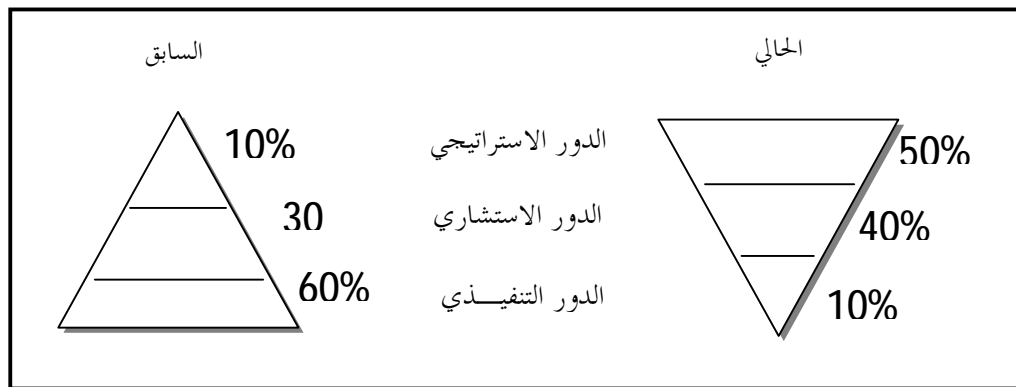 الحالي
السابق
50%
الدور الاستراتيجي
10%
40%
الدور الاستشاري
30
10%
الدور التنفيــذي
60%